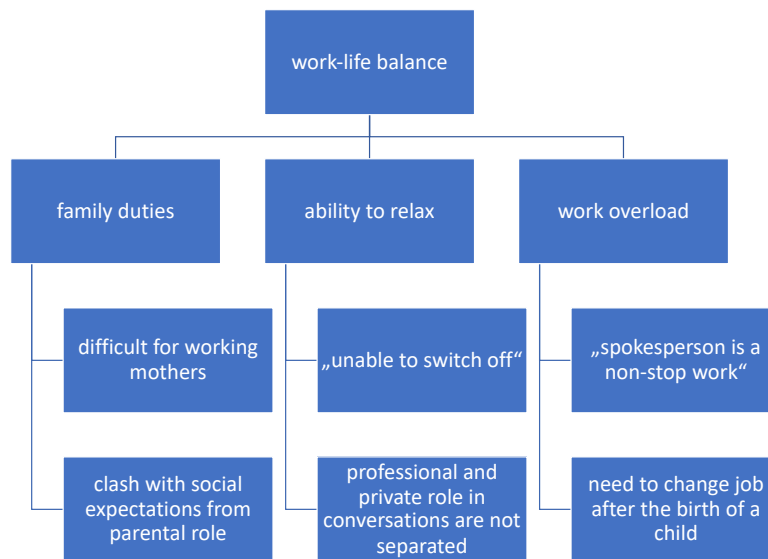 work-life balance
family duties
ability to relax
work overload
difficult for working
mothers
„unable to switch off“
„spokesperson is a
non-stop work“
clash with social
expectations from
parental role
professional and
private role in
conversations are not
separated
need to change job
after the birth of a
child